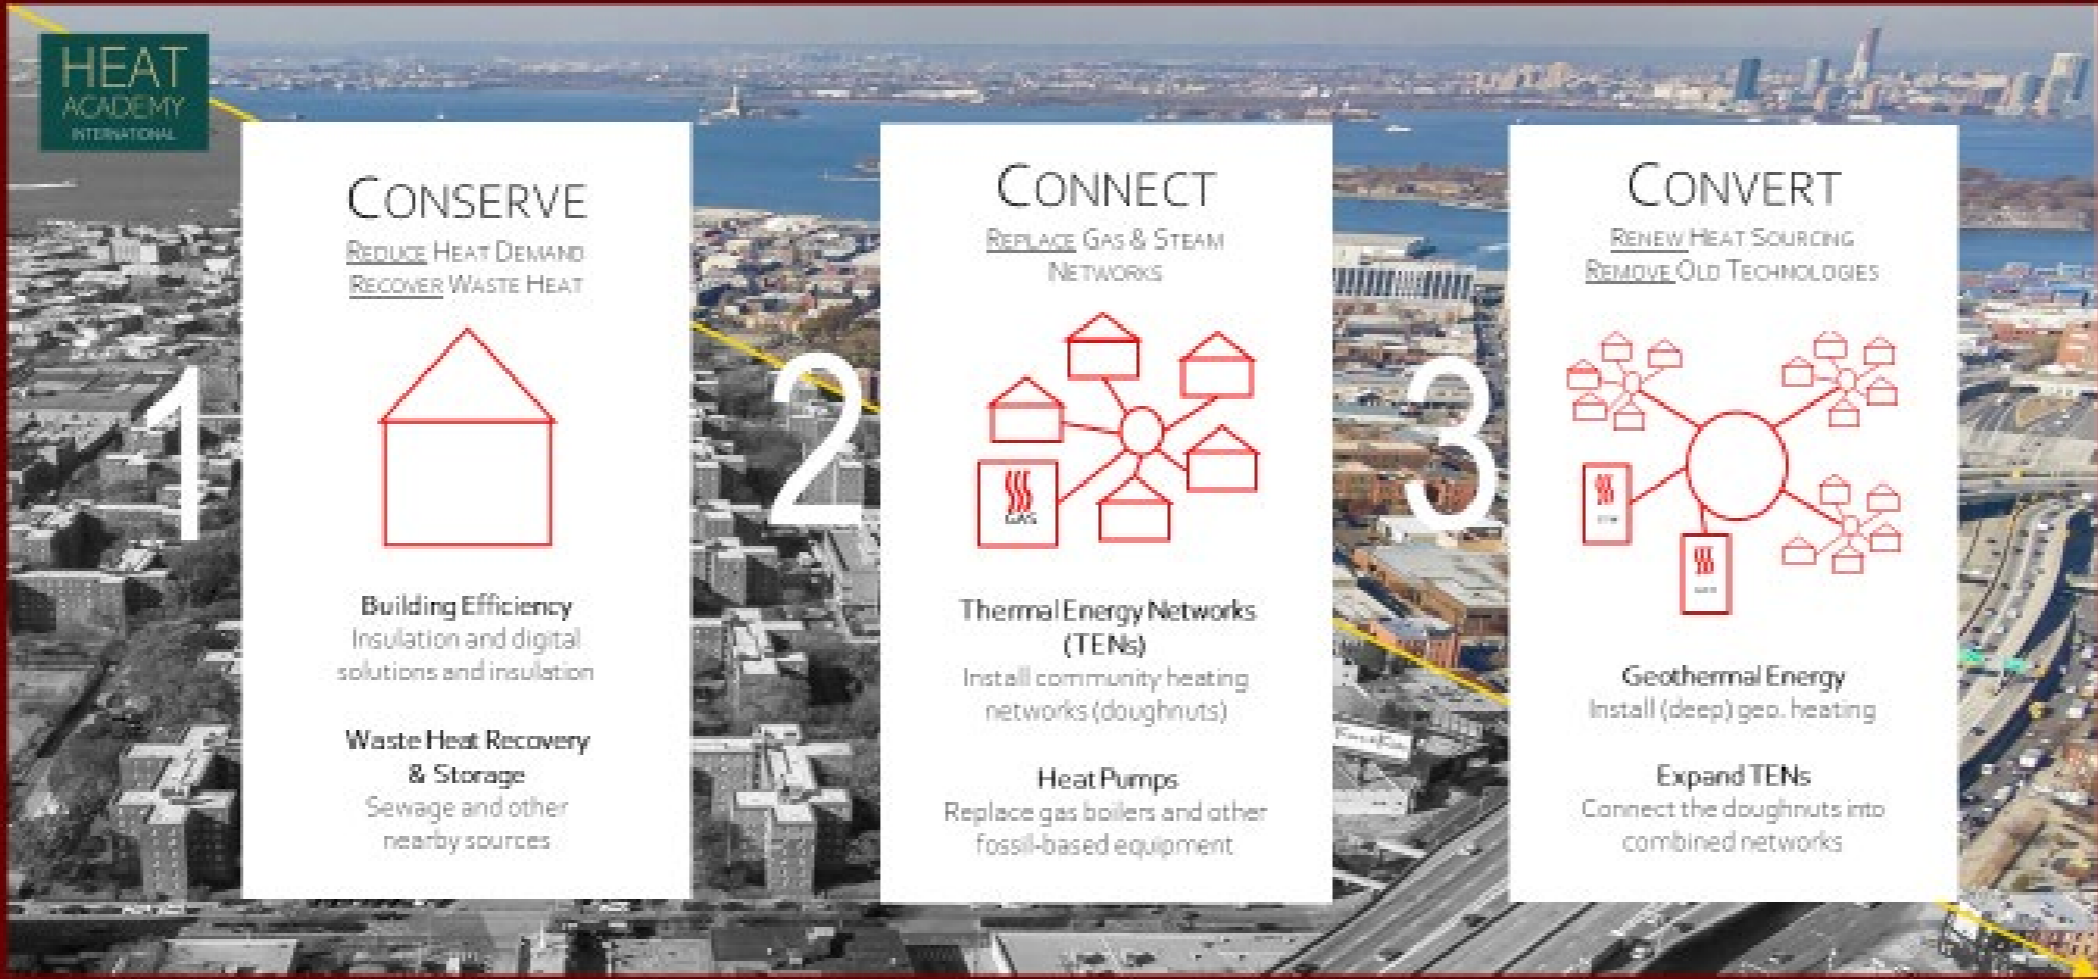 HEAT
ACADEMY
INTERNATIONAL
1
CONSERVE
REDUCE HEAT DEMAND
RECOVER WASTE HEAT
Building Efficiency
Insulation and digital
solutions and insulation
Waste Heat Recovery
& Storage
Sewage and other
nearby sources
2
CONNECT
REPLACE GAS & STEAM
NETWORKS
GAS
Thermal Energy Networks
(TENs)
Install community heating
networks (doughnuts)
Heat Pumps
Replace gas boilers and other
fossil-based equipment
3
CONVERT
RENEW HEAT SOURCING
REMOVE OLD TECHNOLOGIES
Geothermal Energy
Install (deep) geo. heating
Expand TENs
Connect the doughnuts into
combined networks